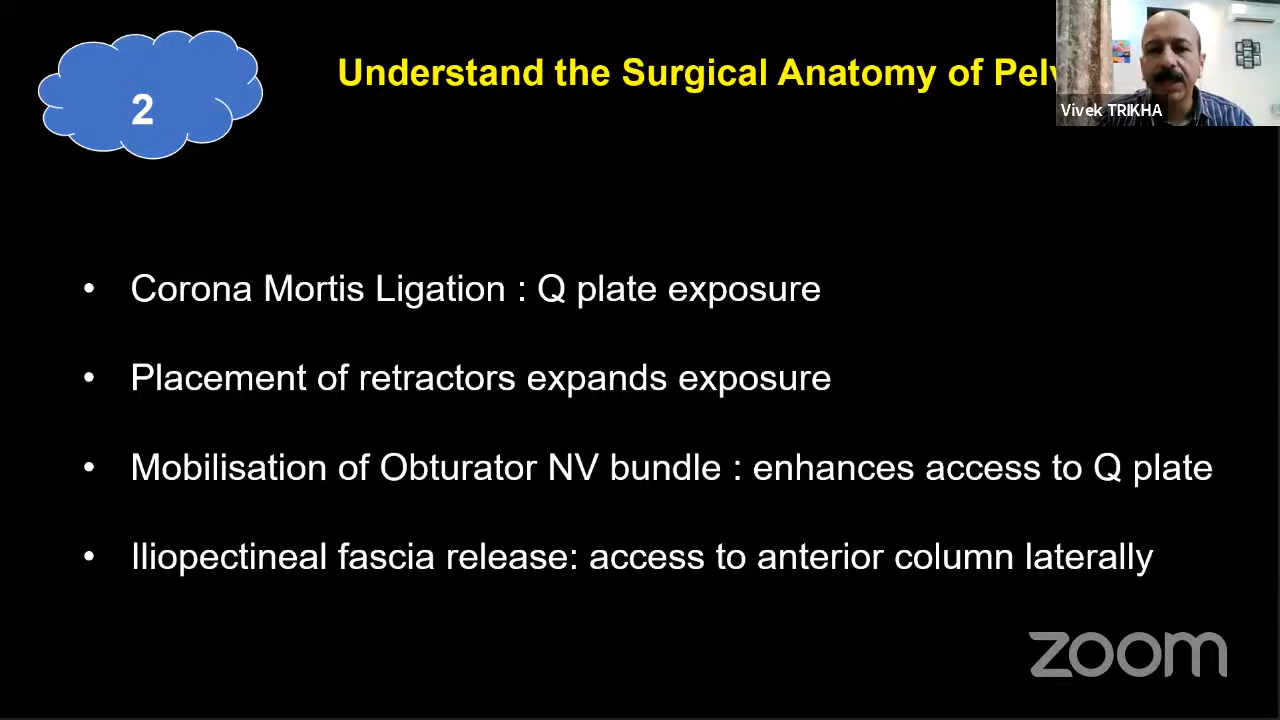 2
Understand the Surgical Anatomy of
Vivek TRIKHA
• Corona Mortis Ligation : Q plate exposure
• Placement of retractors expands exposure
• Mobilisation of Obturator NV bundle : enhances access to Q plate
• Iliopectineal fascia release: access to anterior column laterally
zoom